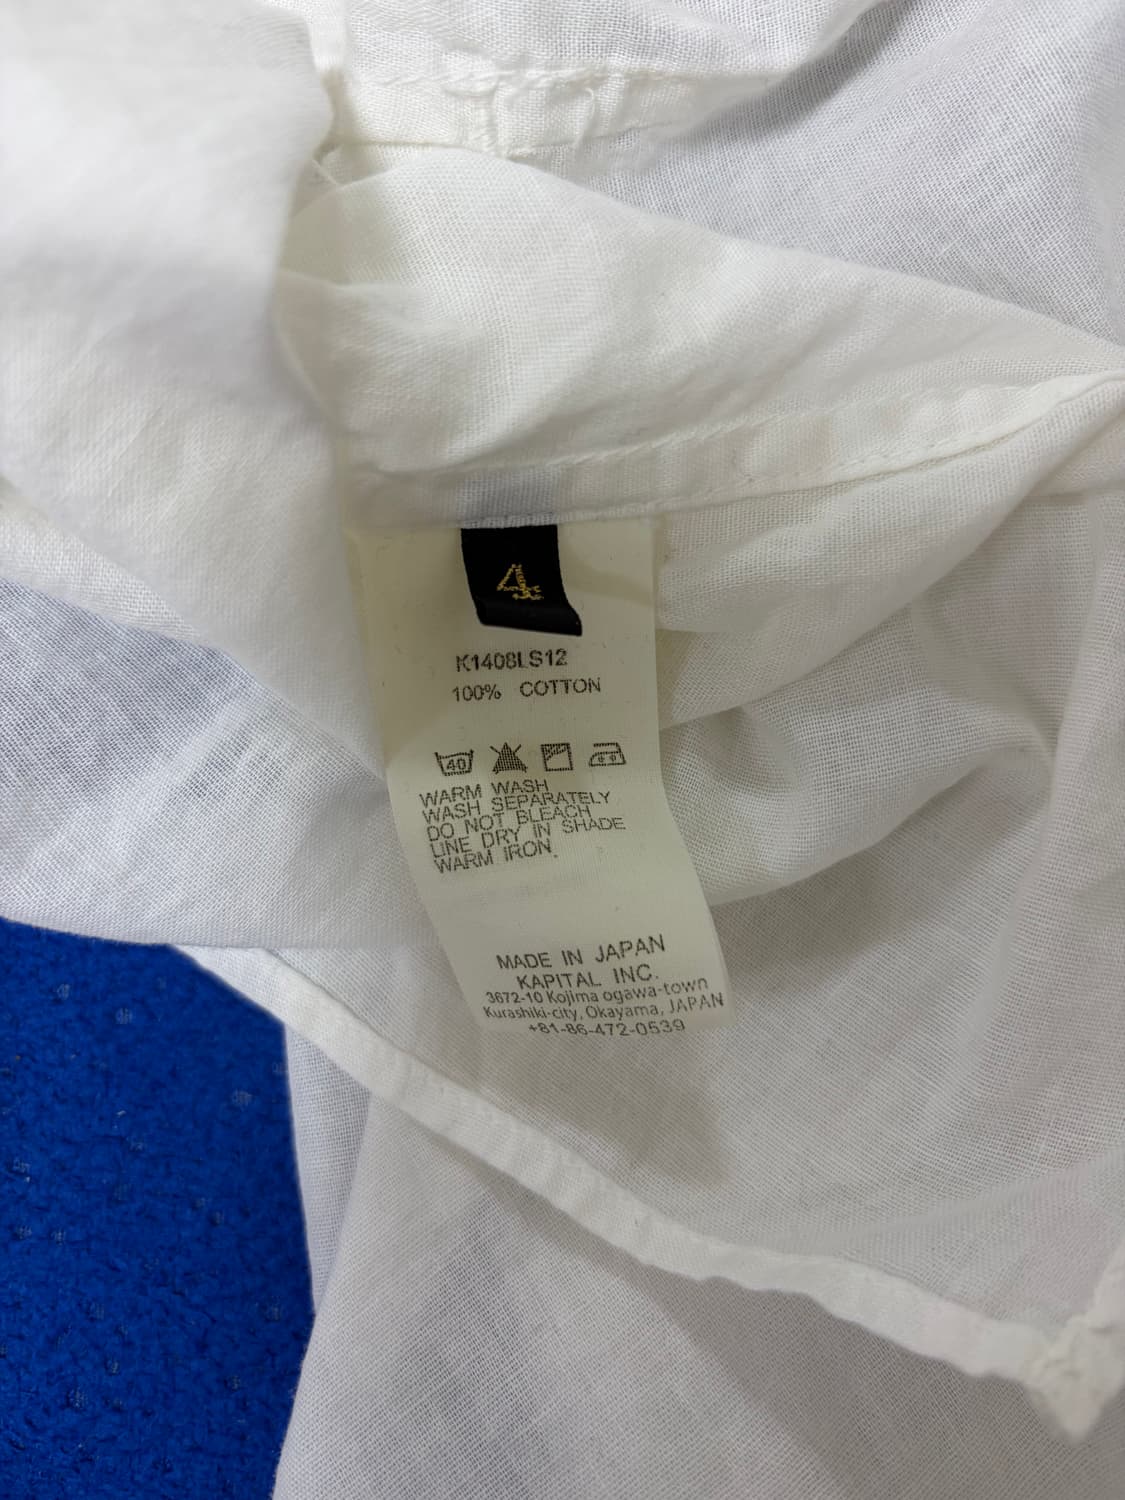 4
K1408LS12
100% COTTON
40
WARM WASH
WASH SEPARATELY
DO NOT BLEACH
LINE DRY IN SHADE
WARM IRON.
MADE IN JAPAN
KAPITAL INC.
3672-10 Kojima ogawa-town
Kurashiki-city, Okayama, JAPAN
+81-86-472-0539